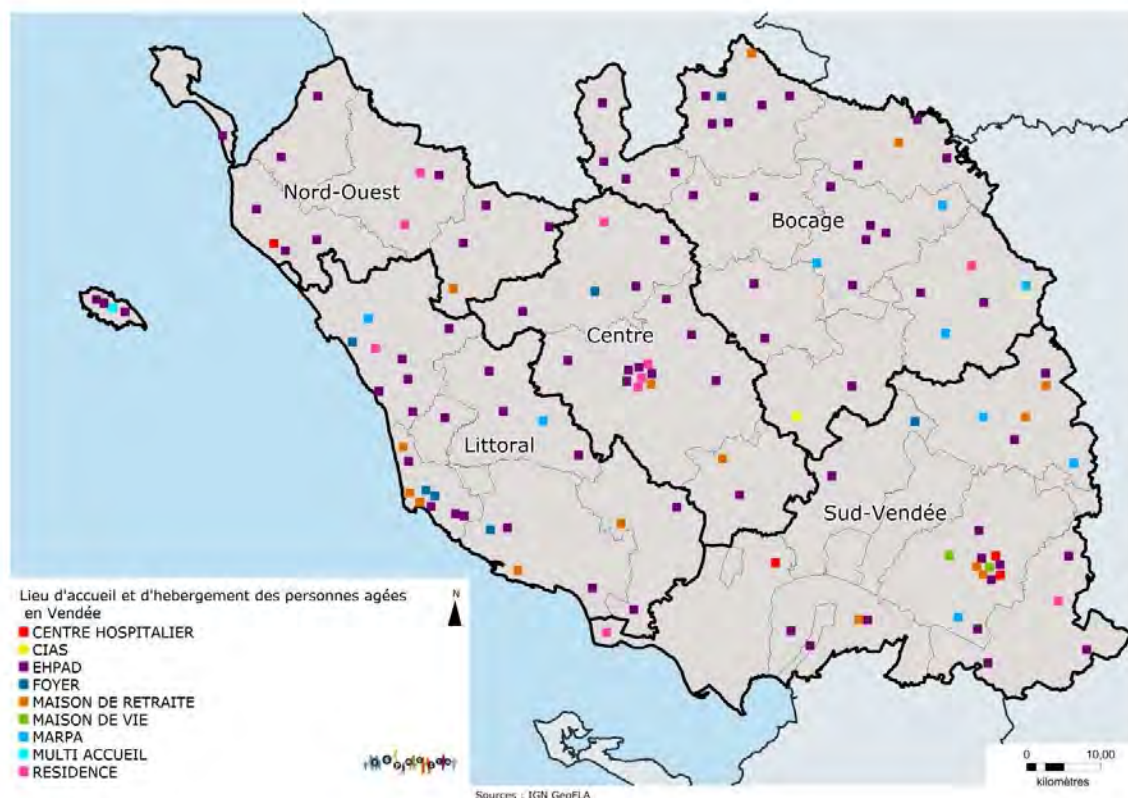 Nord-Ouest
Bocage
Centre
Littoral
Sud-Vendée
Lieu d'accueil et d'hebergement des personnes agées
en Vendée
N
CENTRE HOSPITALIER
CIAS
EHPAD
FOYER
MAISON DE RETRAITE
MAISON DE VIE
MARPA
MULTI ACCUEIL
RESIDENCE
0 10,00
kilomètres
Sources : IGN GeoFLA